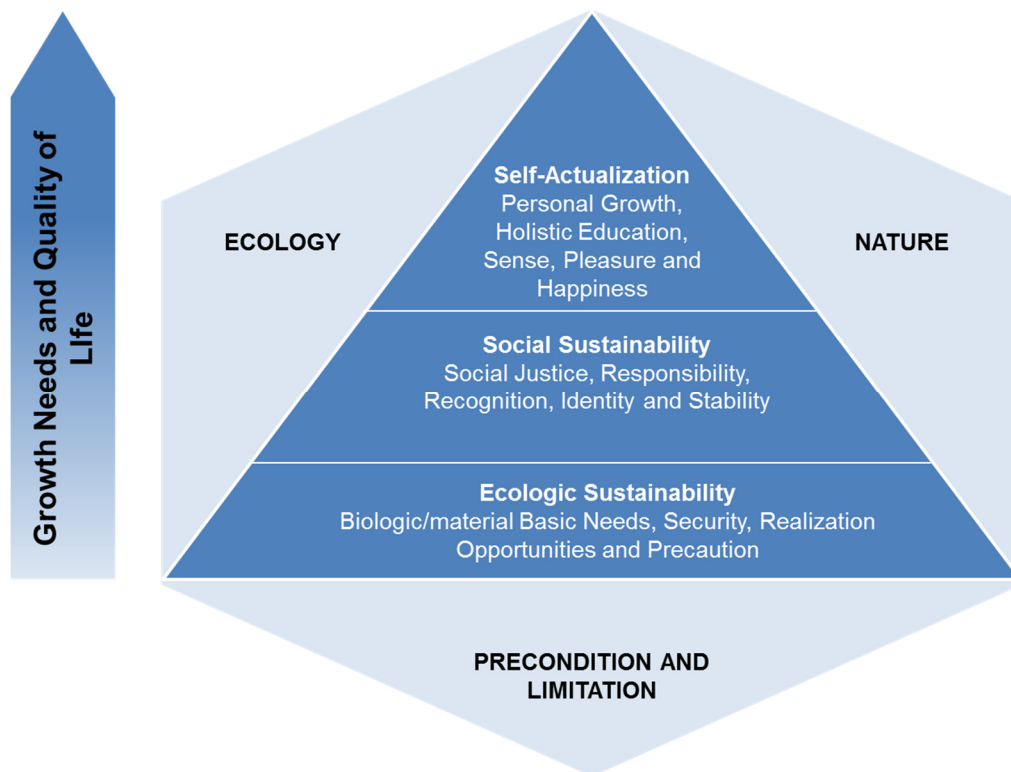 Growth Needs and Quality of
LIfe
ECOLOGY
Self-Actualization
Personal Growth,
Holistic Education,
Sense, Pleasure and
Happiness
NATURE
Social Sustainability
Social Justice, Responsibility,
Recognition, Identity and Stability
Ecologic Sustainability
Biologic/material Basic Needs, Security, Realization
Opportunities and Precaution
PRECONDITION AND
LIMITATION